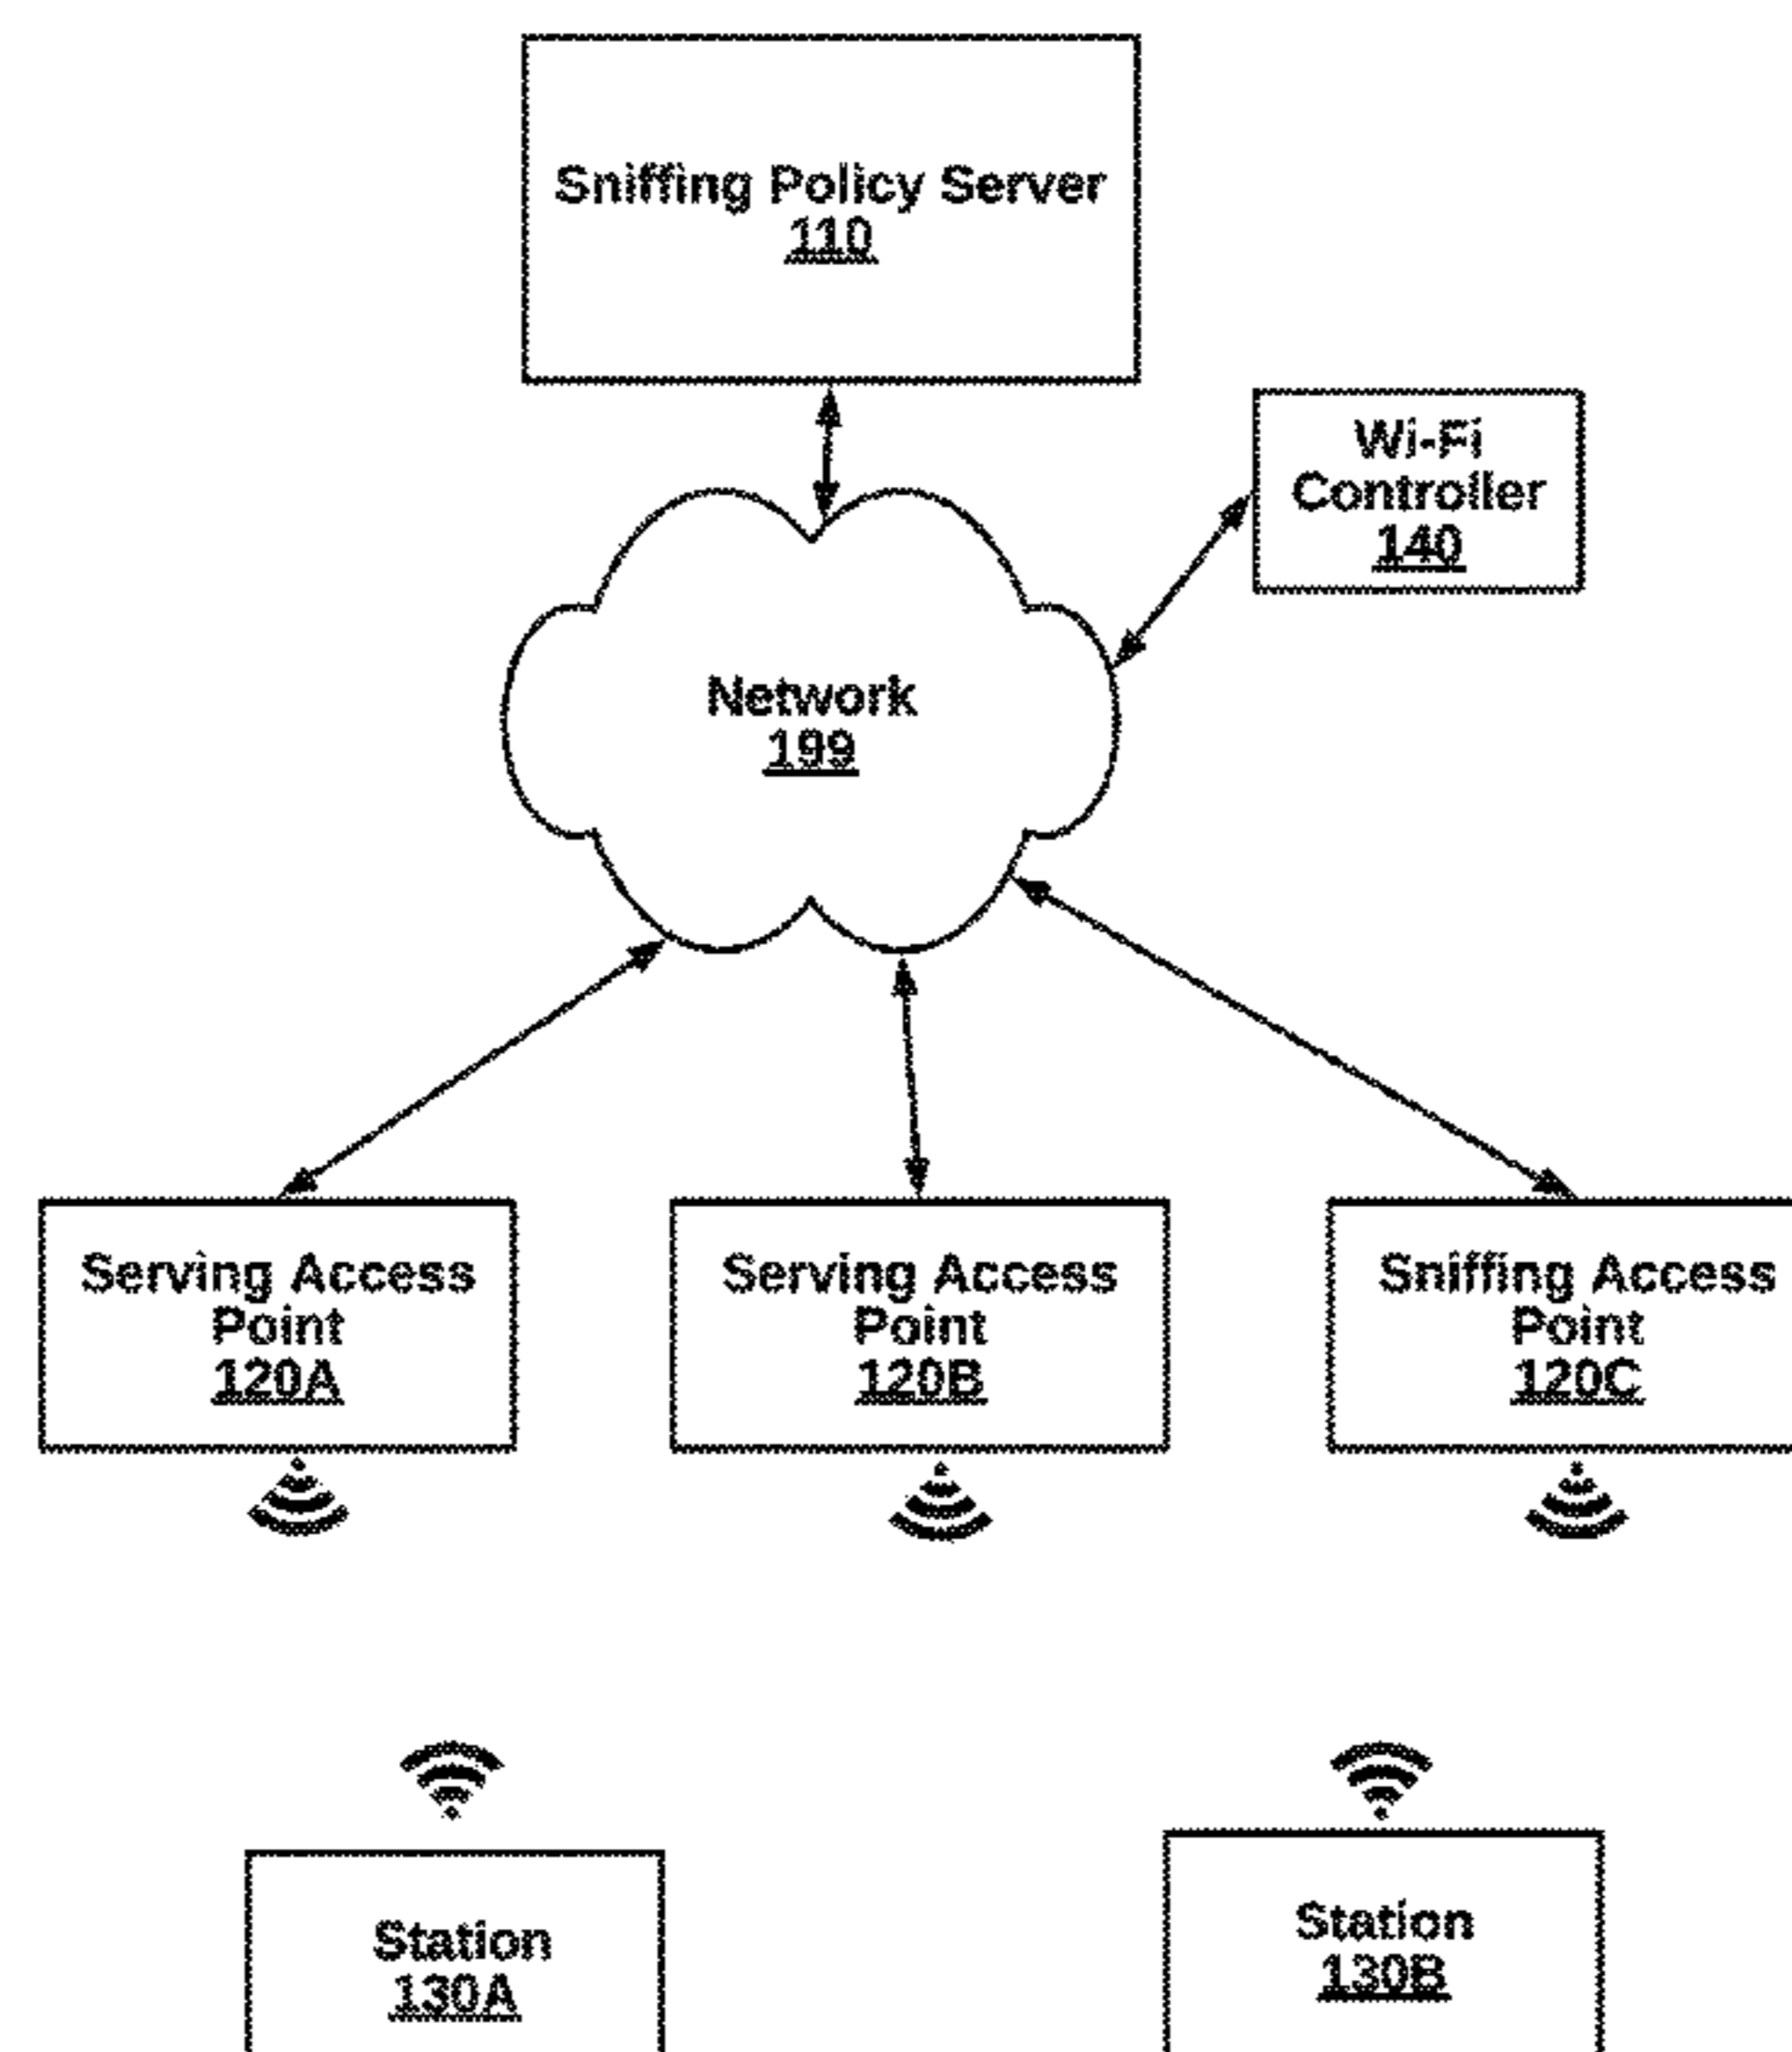 Sniffing Policy Server
110
Wi-Fi
Controller
140
Network
199
Serving Access
Point
120A
Serving Access
Point
120B
Sniffing Access
Point
120C
Station
130A
Station
130B